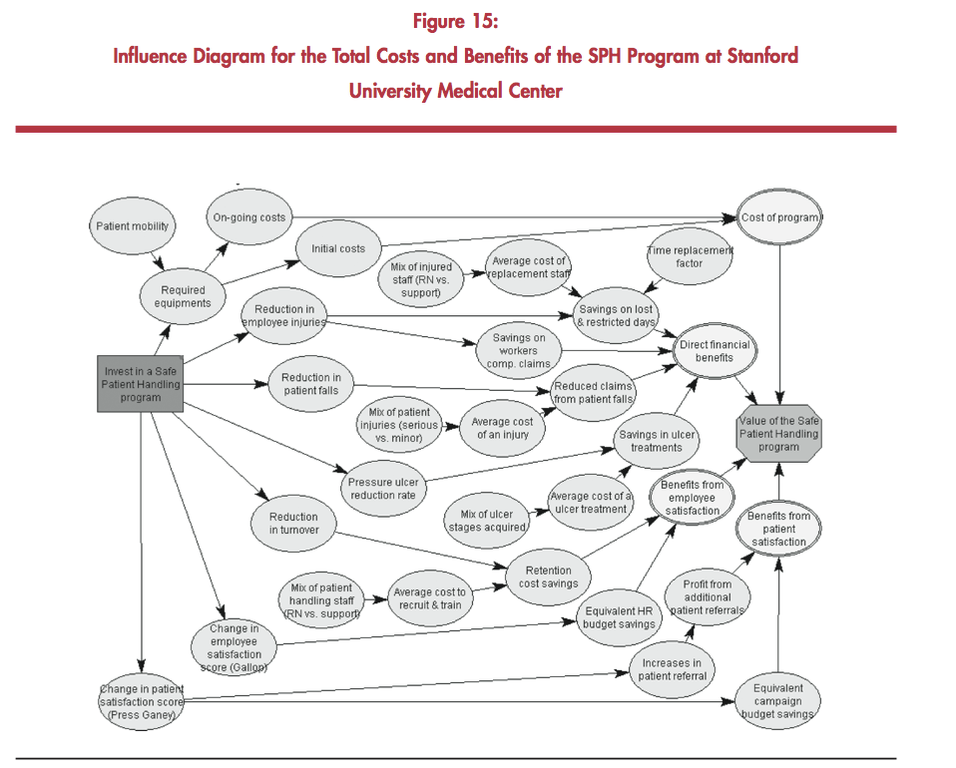 Figure 15:
Influence Diagram for the Total Costs and Benefits of the SPH Program at Stanford
University Medical Center
Patient mobility
On-going costs
Cost of program
Initial costs
Time replacement
factor
Mix of injured
staff (RN vs.
support)
Average cost of
replacement staff
Required
equipments
Reduction in
employee injuries
Savings on lost
& restricted days
Savings on
workers
comp. claims
Direct financial
benefits
Invest in a Safe
Patient Handling
program
Reduction in
patient falls
Reduced claims
from patient falls
Mix of patient
injuries (serious
vs. minor)
Average cost
of an injury
Savings in ulcer
treatments
Value of the Safe
Patient Handling
program
Pressure ulcer
reduction rate
Mix of ulcer
stages acquired
Average cost of a
ulcer treatment
Benefits from
employee
satisfaction
Reduction
in turnover
Benefits from
patient
satisfaction
Retention
cost savings
Mix of patient
handling staff
(RN vs. support)
Average cost to
recruit & train
Profit from
additional
patient referrals
Equivalent HR
budget savings
Change in
employee
satisfaction
score (Gallop)
Increases in
patient referral
Change in patient
satisfaction score
(Press Ganey)
Equivalent
campaign
budget savings